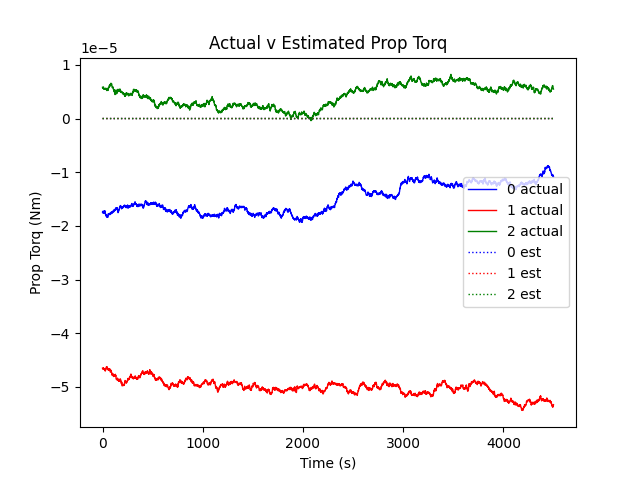 Actual v Estimated Prop Torq
1e−5
1
0
−1
−2
−3
−4
−5
Prop Torq (Nm)
0 actual
1 actual
2 actual
0 est
1 est
2 est
0 1000 2000 3000 4000
Time (s)